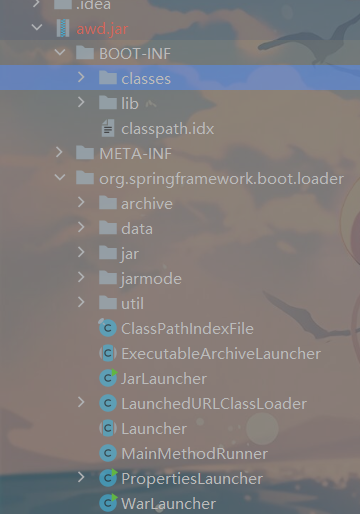 .idea
awd.jar
BOOT-INF
classes
lib
classpath.idx
META-INF
org.springframework.boot.loader
archive
data
jar
jarmode
util
ClassPathIndexFile
ExecutableArchiveLauncher
JarLauncher
LaunchedURLClassLoader
Launcher
MainMethodRunner
PropertiesLauncher
WarLauncher